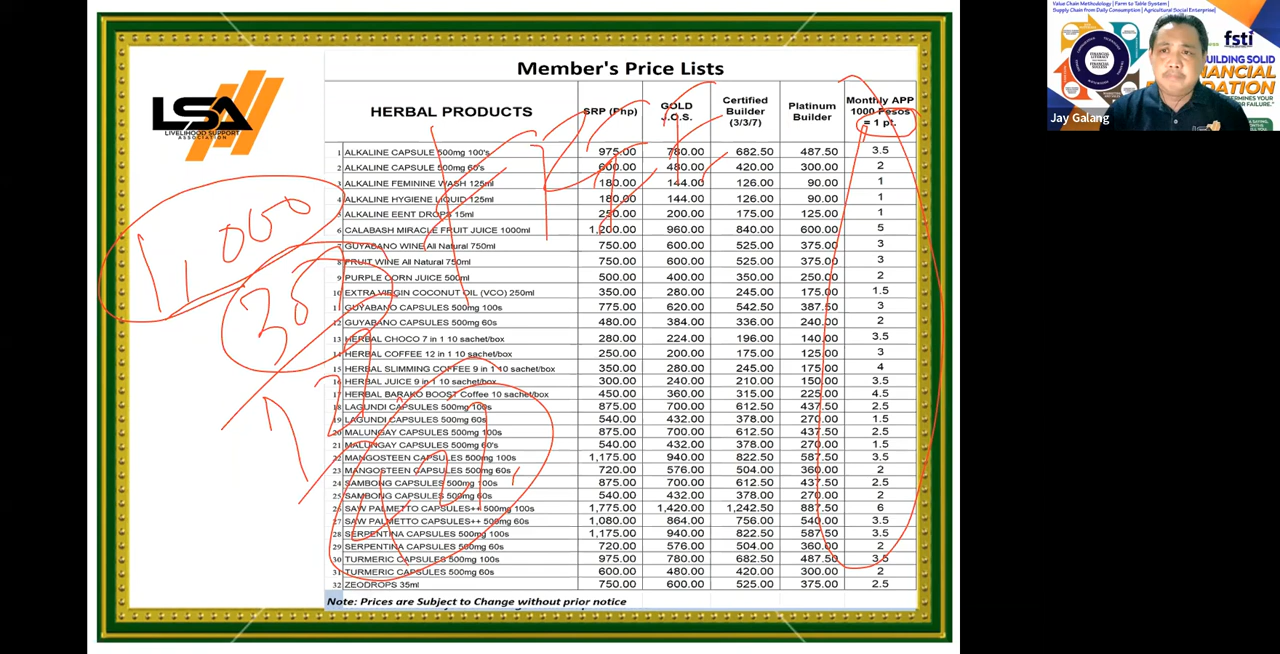 Value Chain Methodology | Farm to Table System |
Supply Chain from Daily Consumption | Agricultural Social Enterprise|
fsti
BUILDING SOLID
Jay Galang
LSA
LIVELIHOOD SUPPORT
ASSOCIATION
Member's Price Lists
HERBAL PRODUCTS SRP (Php) GOLD J.O.S. Certified Builder (3/3/7) Platinum Builder Monthly APP 1000 Pesos = 1 pt.
1 ALKALINE CAPSULE 500mg 100's 975.00 780.00 682.50 487.50 3.5
2 ALKALINE CAPSULE 500mg 60's 600.00 480.00 420.00 300.00 2
3 ALKALINE FEMININE WASH 125ml 180.00 144.00 126.00 90.00 1
4 ALKALINE HYGIENE LIQUID 125ml 180.00 144.00 126.00 90.00 1
5 ALKALINE EENT DROPS 15ml 250.00 200.00 175.00 125.00 1
6 CALABASH MIRACLE FRUIT JUICE 1000ml 1,200.00 960.00 840.00 600.00 5
7 GUYABANO WINE All Natural 750ml 750.00 600.00 525.00 375.00 3
8 FRUIT WINE All Natural 750ml 750.00 600.00 525.00 375.00 3
9 PURPLE CORN JUICE 500ml 500.00 400.00 350.00 250.00 2
10 EXTRA VIRGIN COCONUT OIL (VCO) 250ml 350.00 280.00 245.00 175.00 1.5
11 GUYABANO CAPSULES 500mg 100s 775.00 620.00 542.50 387.50 3
12 GUYABANO CAPSULES 500mg 60s 480.00 384.00 336.00 240.00 2
13 HERBAL CHOCO 7 in 1 10 sachet/box 280.00 224.00 196.00 140.00 3.5
14 HERBAL COFFEE 12 in 1 10 sachet/box 250.00 200.00 175.00 125.00 3
15 HERBAL SLIMMING COFFEE 9 in 1 10 sachet/box 350.00 280.00 245.00 175.00 4
16 HERBAL JUICE 9 in 1 10 sachet/box 300.00 240.00 210.00 150.00 3.5
17 HERBAL BARAKO BOOST Coffee 10 sachet/box 450.00 360.00 315.00 225.00 4.5
18 LAGUNDI CAPSULES 500mg 100s 875.00 700.00 612.50 437.50 2.5
19 LAGUNDI CAPSULES 500mg 60s 540.00 432.00 378.00 270.00 1.5
20 MALUNGAY CAPSULES 500mg 100s 875.00 700.00 612.50 437.50 2.5
21 MALUNGAY CAPSULES 500mg 60's 540.00 432.00 378.00 270.00 1.5
22 MANGOSTEEN CAPSULES 500mg 100s 1,175.00 940.00 822.50 587.50 3.5
23 MANGOSTEEN CAPSULES 500mg 60s 720.00 576.00 504.00 360.00 2
24 SAMBONG CAPSULES 500mg 100s 875.00 700.00 612.50 437.50 2.5
25 SAMBONG CAPSULES 500mg 60s 540.00 432.00 378.00 270.00 2
26 SAW PALMETTO CAPSULES++ 500mg 100s 1,775.00 1,420.00 1,242.50 887.50 6
27 SAW PALMETTO CAPSULES++ 500mg 60s 1,080.00 864.00 756.00 540.00 3.5
28 SERPENTINA CAPSULES 500mg 100s 1,175.00 940.00 822.50 587.50 3.5
29 SERPENTINA CAPSULES 500mg 60s 720.00 576.00 504.00 360.00 2
30 TURMERIC CAPSULES 500mg 100s 975.00 780.00 682.50 487.50 3.5
31 TURMERIC CAPSULES 500mg 60s 600.00 480.00 420.00 300.00 2
32 ZEODROPS 35ml 750.00 600.00 525.00 375.00 2.5
Note: Prices are Subject to Change without prior notice